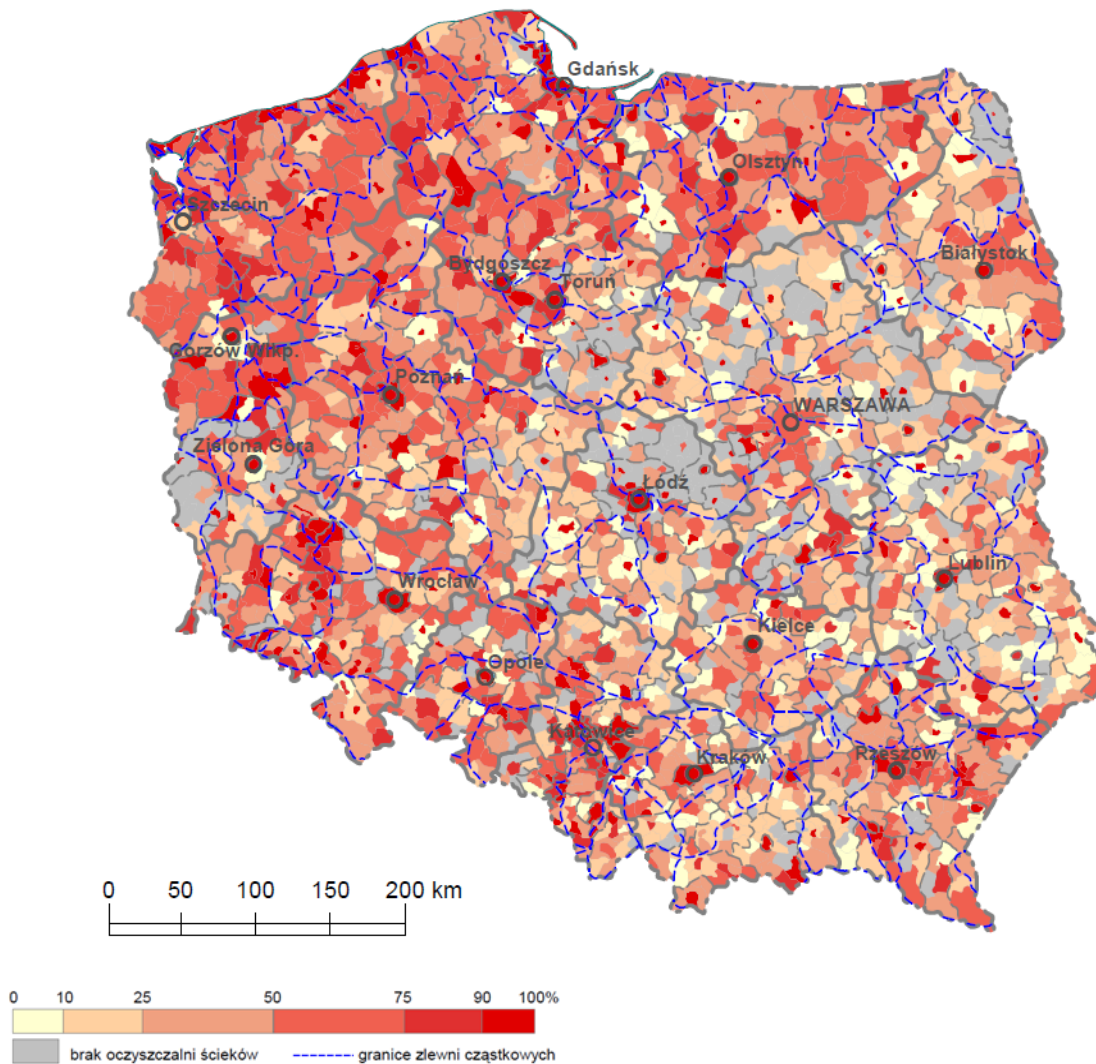 Gdańsk
Olsztyn
Szczecin
Białystok
Bydgoszcz
Toruń
Gorzów Wlkp.
Poznań
WARSZAWA
Zielona Góra
Łódź
Lublin
Wrocław
Kielce
Opole
Katowice
Kraków
Rzeszów
0 50 100 150 200 km
0 10 25 50 75 90 100%
brak oczyszczalni ścieków granice zlewni cząstkowych